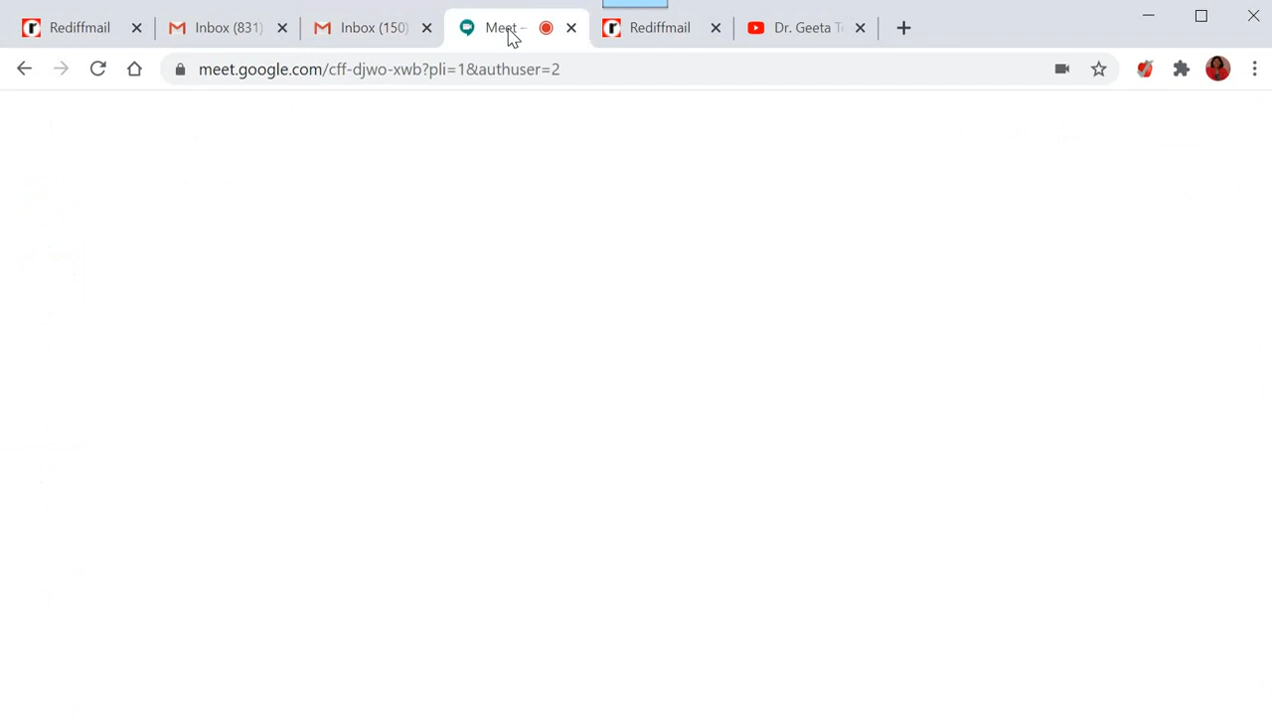 Rediffmail
Inbox (831)
Inbox (150)
Meet -
Rediffmail
Dr. Geeta
meet.google.com/cff-djwo-xwb?pli=1&authuser=2